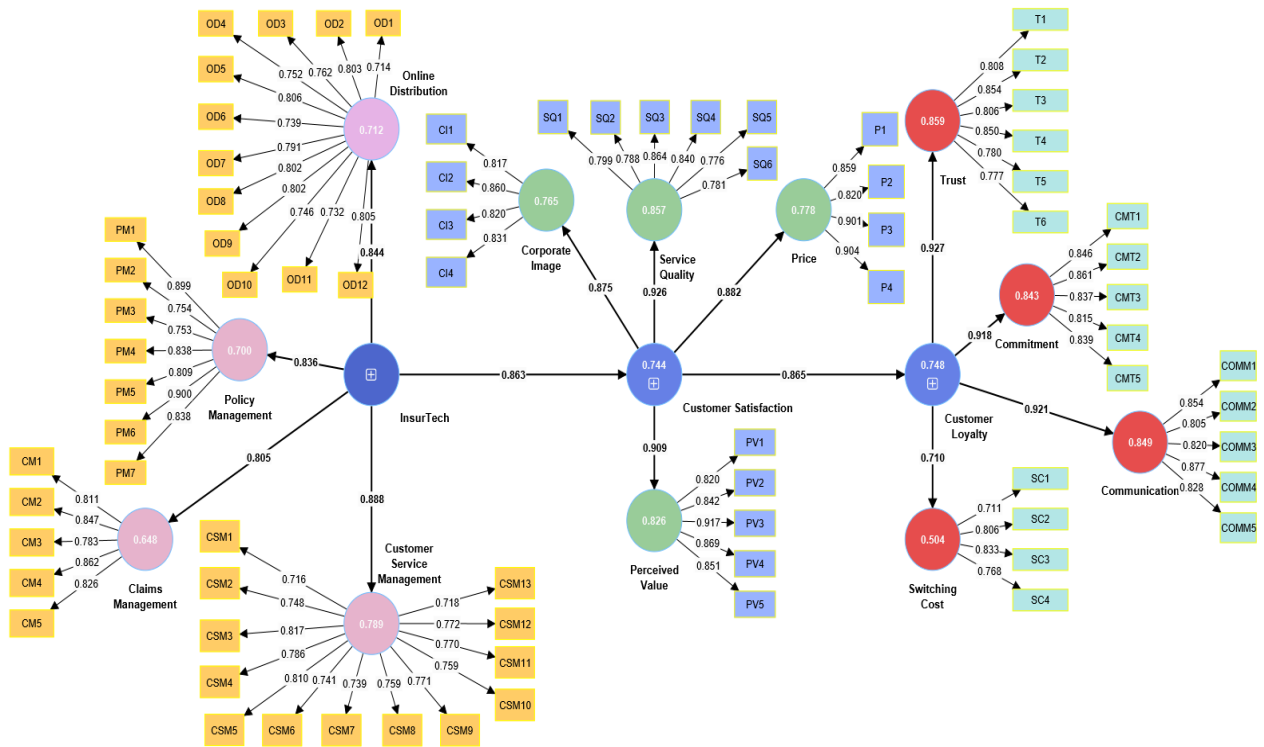 OD4
OD3
OD2
OD1
0.752
0.762
0.803
0.714
OD5
0.806
OD6
0.739
OD7
0.791
OD8
0.802
OD9
0.802
OD10
0.746
OD11
0.732
OD12
0.805
Online
Distribution
0.712
0.844
PM1
PM2
PM3
PM4
PM5
PM6
PM7
0.899
0.754
0.753
0.838
0.809
0.900
0.838
0.700
Policy
Management
0.836
InsurTech
CM1
CM2
CM3
CM4
CM5
0.811
0.847
0.783
0.862
0.826
0.648
Claims
Management
0.805
0.888
Customer
Service
Management
0.789
CSM1
CSM2
CSM3
CSM4
CSM5
CSM6
CSM7
CSM8
CSM9
CSM10
CSM11
CSM12
CSM13
0.716
0.748
0.817
0.786
0.810
0.741
0.739
0.759
0.771
0.759
0.770
0.772
0.718
0.863
CI1
CI2
CI3
CI4
0.817
0.860
0.820
0.831
0.765
Corporate
Image
0.875
SQ1
SQ2
SQ3
SQ4
SQ5
SQ6
0.799
0.788
0.864
0.840
0.776
0.781
0.857
Service
Quality
0.926
P1
P2
P3
P4
0.859
0.820
0.901
0.904
0.778
Price
0.882
0.744
Customer Satisfaction
0.909
PV1
PV2
PV3
PV4
PV5
0.820
0.842
0.917
0.869
0.851
0.826
Perceived
Value
0.865
0.748
Customer
Loyalty
T1
T2
T3
T4
T5
T6
0.808
0.854
0.806
0.850
0.780
0.777
0.859
Trust
0.927
CMT1
CMT2
CMT3
CMT4
CMT5
0.846
0.861
0.837
0.815
0.839
0.843
Commitment
0.918
COMM1
COMM2
COMM3
COMM4
COMM5
0.854
0.805
0.820
0.877
0.828
0.849
Communication
0.921
0.710
SC1
SC2
SC3
SC4
0.711
0.806
0.833
0.768
0.504
Switching
Cost